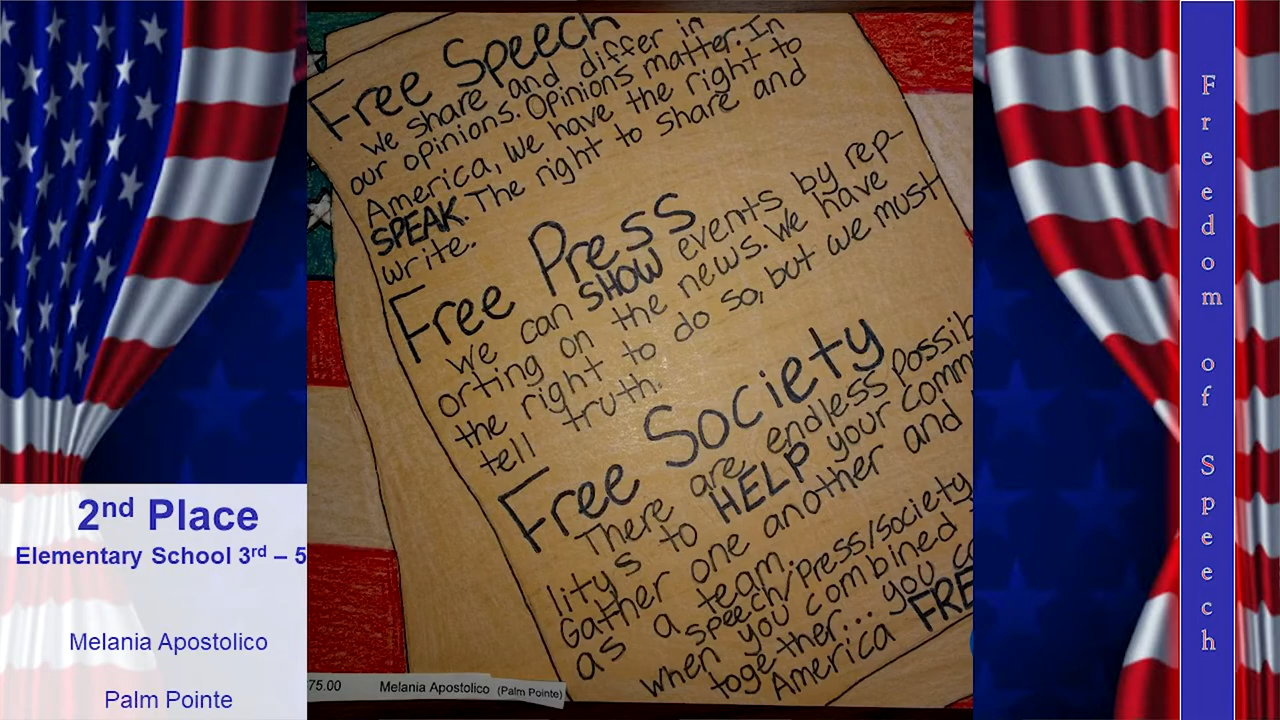 Free Speech
we share and differ in
our opinions. Opinions matter. In
America, we have the right to
SPEAK. The right to share and
write.
Free Press
we can SHOW events by rep-
orting on the news. We have
the right to do so, but we must
tell truth.
Free Society
There are endless possib
lity's to HELP your comm
Gather one another and
as a team.
speech/Press/Society
when you combined
together... you c
America FREE
75.00 Melania Apostolico (Palm Pointe)
2nd Place
Elementary School 3rd – 5
Melania Apostolico
Palm Pointe
Freedom of Speech